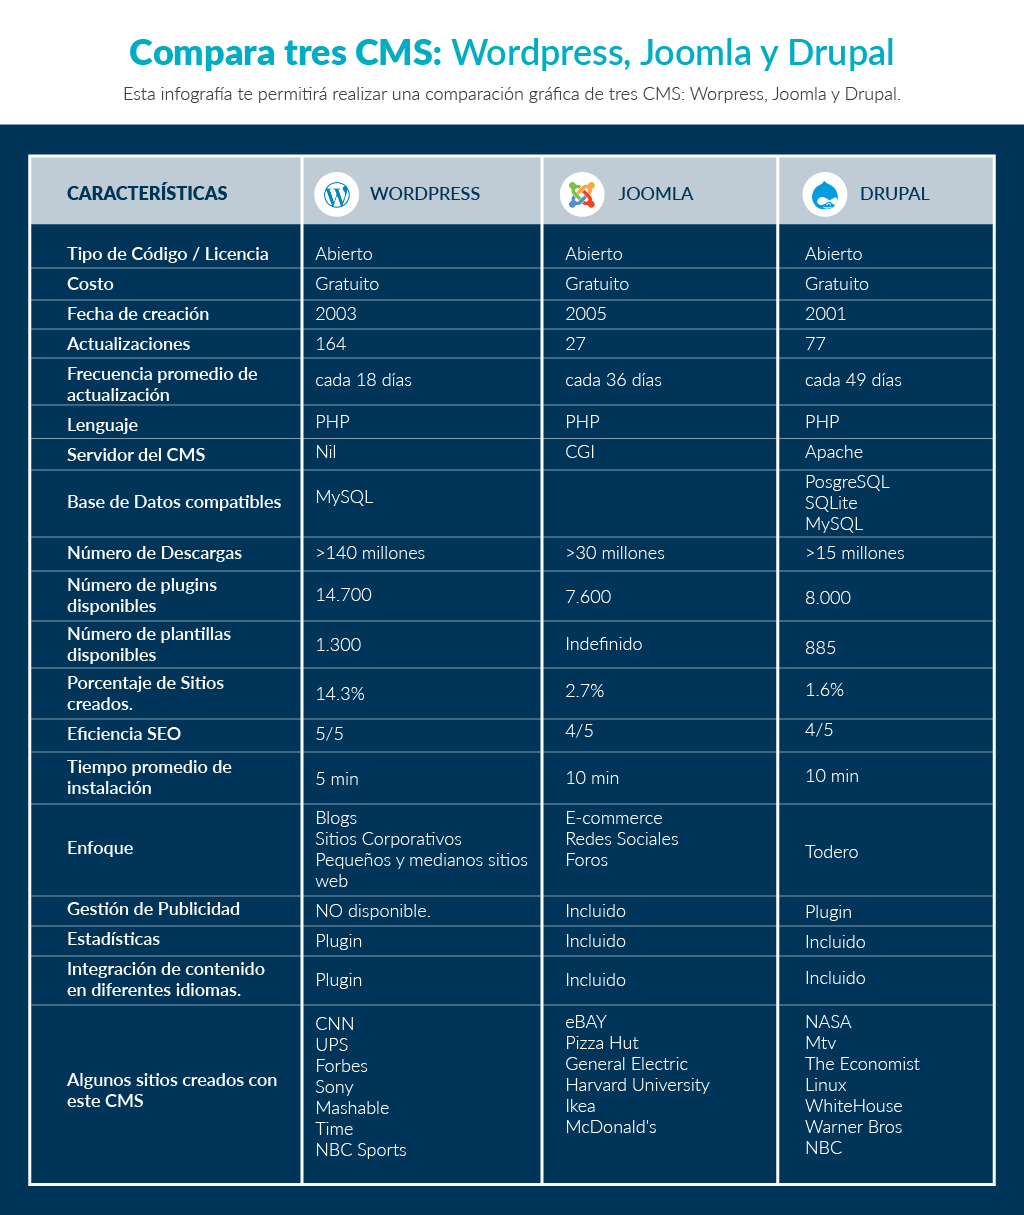 Compara tres CMS: Wordpress, Joomla y Drupal
Esta infografía te permitirá realizar una comparación gráfica de tres CMS: Worpress, Joomla y Drupal.
CARACTERÍSTICAS WORDPRESS JOOMLA DRUPAL
Tipo de Código / Licencia Abierto Abierto Abierto
Costo Gratuito Gratuito Gratuito
Fecha de creación 2003 2005 2001
Actualizaciones 164 27 77
Frecuencia promedio de
actualización
cada 18 días cada 36 días cada 49 días
Lenguaje PHP PHP PHP
Servidor del CMS Nil CGI Apache
Base de Datos compatibles MySQL
PosgreSQL
SQLite
MySQL
Número de Descargas >140 millones >30 millones >15 millones
Número de plugins
disponibles
14.700 7.600 8.000
Número de plantillas
disponibles
1.300 Indefinido 885
Porcentaje de Sitios
creados.
14.3% 2.7% 1.6%
Eficiencia SEO 5/5 4/5 4/5
Tiempo promedio de
instalación
5 min 10 min 10 min
Enfoque
Blogs
Sitios Corporativos
Pequeños y medianos sitios
web
E-commerce
Redes Sociales
Foros
Todero
Gestión de Publicidad NO disponible. Incluido Plugin
Estadísticas Plugin Incluido Incluido
Integración de contenido
en diferentes idiomas.
Plugin Incluido Incluido
Algunos sitios creados con
este CMS
CNN
UPS
Forbes
Sony
Mashable
Time
NBC Sports
eBAY
Pizza Hut
General Electric
Harvard University
Ikea
McDonald's
NASA
Mtv
The Economist
Linux
WhiteHouse
Warner Bros
NBC